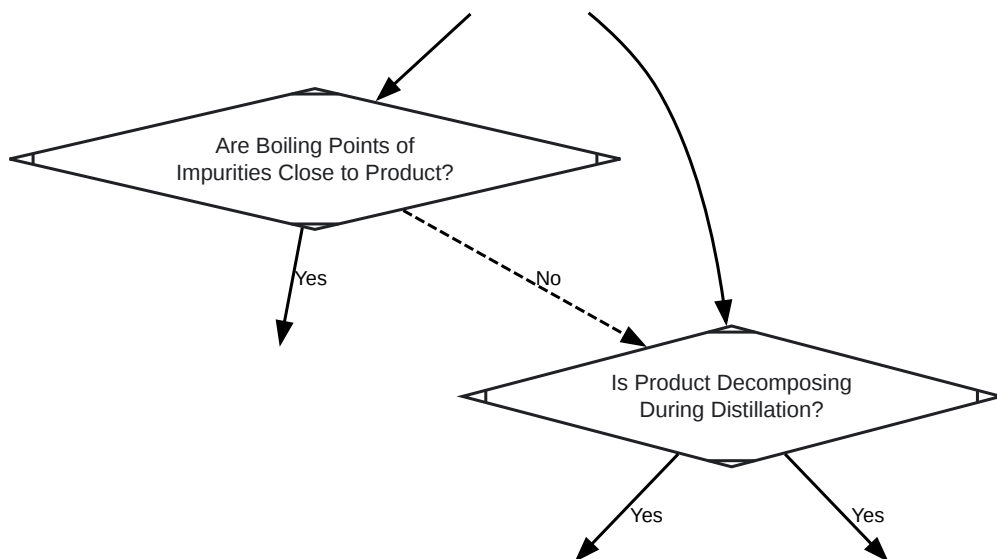 Are Boiling Points of
Impurities Close to Product?
Yes
No
Is Product Decomposing
During Distillation?
Yes
Yes